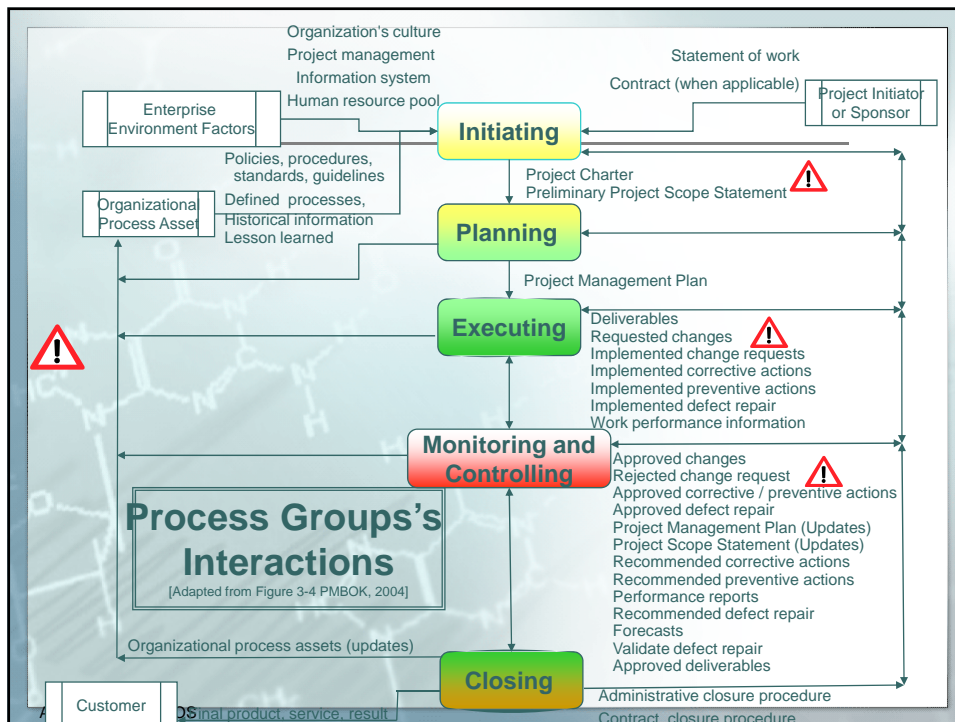 Organization's culture
Project management
Information system
Human resource pool
Statement of work
Contract (when applicable)
Project Initiator
or Sponsor
Enterprise
Environment Factors
Initiating
Policies, procedures,
standards, guidelines
Defined processes,
Historical information
Lesson learned
Organizational
Process Asset
Project Charter
Preliminary Project Scope Statement
Planning
Project Management Plan
Executing
Deliverables
Requested changes
Implemented change requests
Implemented corrective actions
Implemented preventive actions
Implemented defect repair
Work performance information
Monitoring and
Controlling
Approved changes
Rejected change request
Approved corrective / preventive actions
Approved defect repair
Project Management Plan (Updates)
Project Scope Statement (Updates)
Recommended corrective actions
Recommended preventive actions
Performance reports
Recommended defect repair
Forecasts
Validate defect repair
Approved deliverables
Process Groups's
Interactions
[Adapted from Figure 3-4 PMBOK, 2004]
Organizational process assets (updates)
Closing
Administrative closure procedure
Contract closure procedure
Customer
product, service, result